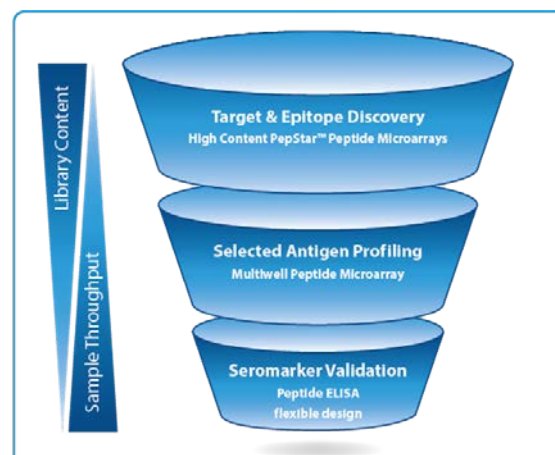 Library Content
Sample Throughput
Target & Epitope Discovery
High Content PepStar™ Peptide Microarrays
Selected Antigen Profiling
Multiwell Peptide Microarray
Seromarker Validation
Peptide ELISA
flexible design